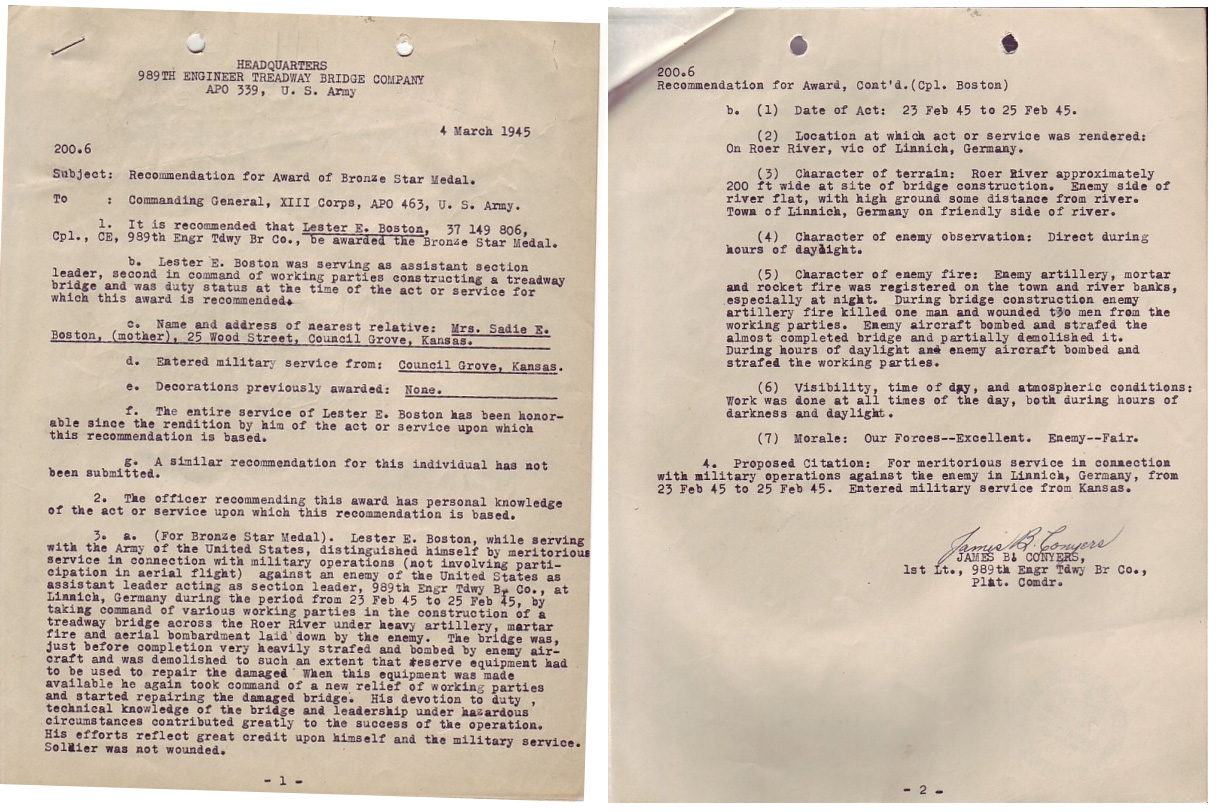 HEADQUARTERS
989TH ENGINEER TREADWAY BRIDGE COMPANY
APO 339, U. S. Army
4 March 1945
200.6
Subject: Recommendation for Award of Bronze Star Medal.
To : Commanding General, XIII Corps, APO 463, U. S. Army.
1. It is recommended that Lester E. Boston, 37 149 806,
Cpl., CE, 989th Engr Tdwy Br Co., be awarded the Bronze Star Medal.
b. Lester E. Boston was serving as assistant section
leader, second in command of working parties constructing a treadway
bridge and was duty status at the time of the act or service for
which this award is recommended.
c. Name and address of nearest relative: Mrs. Sadie E.
Boston, (mother), 25 Wood Street, Council Grove, Kansas.
d. Entered military service from: Council Grove, Kansas.
e. Decorations previously awarded: None.
f. The entire service of Lester E. Boston has been honor-
able since the rendition by him of the act or service upon which
this recommendation is based.
g. A similar recommendation for this individual has not
been submitted.
2. The officer recommending this award has personal knowledge
of the act or service upon which this recommendation is based.
3. a. (For Bronze Star Medal). Lester E. Boston, while serving
with the Army of the United States, distinguished himself by meritorious
service in connection with military operations (not involving parti-
cipation in aerial flight) against an enemy of the United States as
assistant leader acting as section leader, 989th Engr Tdwy Br Co., at
Linnich, Germany during the period from 23 Feb 45 to 25 Feb 45, by
taking command of various working parties in the construction of a
treadway bridge across the Roer River under heavy artillery, martar
fire and aerial bombardment laid down by the enemy. The bridge was,
just before completion very heavily strafed and bombed by enemy air-
craft and was demolished to such an extent that reserve equipment had
to be used to repair the damaged When this equipment was made
available he again took command of a new relief of working parties
and started repairing the damaged bridge. His devotion to duty ,
technical knowledge of the bridge and leadership under hazardous
circumstances contributed greatly to the success of the operation.
His efforts reflect great credit upon himself and the military service.
Soldier was not wounded.
- 1 -
200.6
Recommendation for Award, Cont'd.(Cpl. Boston)
b. (1) Date of Act: 23 Feb 45 to 25 Feb 45.
(2) Location at which act or service was rendered:
On Roer River, vic of Linnich, Germany.
(3) Character of terrain: Roer River approximately
200 ft wide at site of bridge construction. Enemy side of
river flat, with high ground some distance from river.
Town of Linnich, Germany on friendly side of river.
(4) Character of enemy observation: Direct during
hours of daylight.
(5) Character of enemy fire: Enemy artillery, mortar
and rocket fire was registered on the town and river banks,
especially at night. During bridge construction enemy
artillery fire killed one man and wounded men from the
working parties. Enemy aircraft bombed and strafed the
almost completed bridge and partially demolished it.
During hours of daylight enemy aircraft bombed and
strafed the working parties.
(6) Visibility, time of day, and atmospheric conditions:
Work was done at all times of the day, both during hours of
darkness and daylight.
(7) Morale: Our Forces--Excellent. Enemy--Fair.
4. Proposed Citation: For meritorious service in connection
with military operations against the enemy in Linnich, Germany, from
23 Feb 45 to 25 Feb 45. Entered military service from Kansas.
James B. Conyers
JAMES B. CONYERS,
1st Lt., 989th Engr Tdwy Br Co.,
Plat. Comdr.
- 2 -